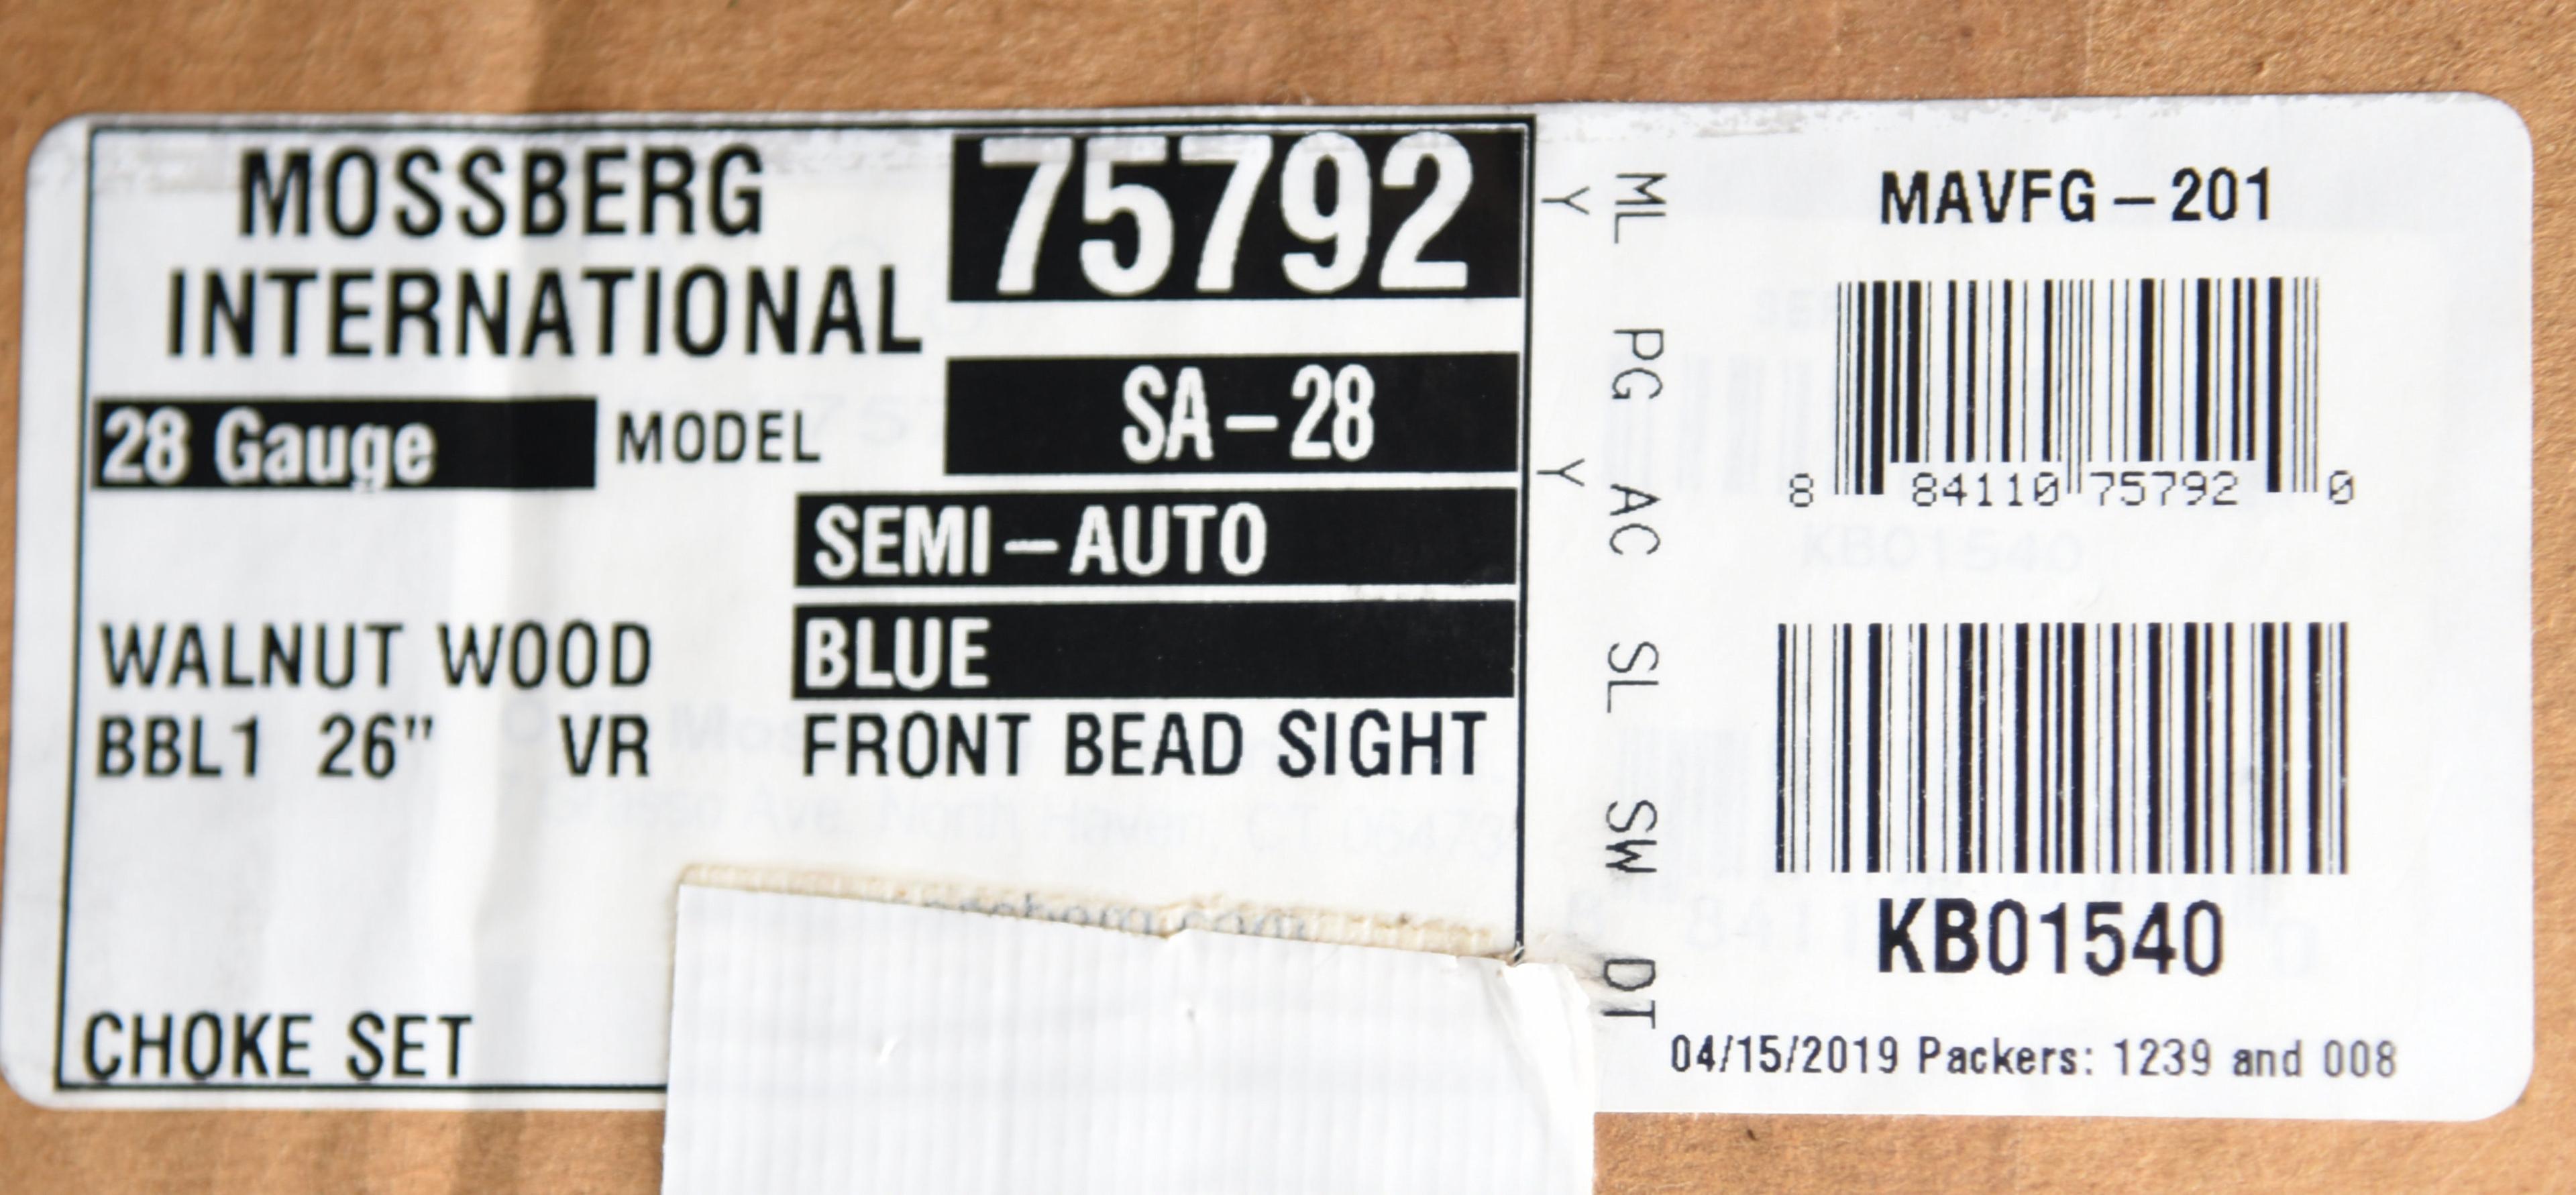 MOSSBERG
INTERNATIONAL
75792
28 Gauge MODEL SA-28
SEMI-AUTO
WALNUT WOOD BLUE
BBL1 26" VR FRONT BEAD SIGHT
CHOKE SET
ML PG AC SL SW DT
Y Y
MAVFG-201
8 84110 75792 0
KB01540
04/15/2019 Packers: 1239 and 008